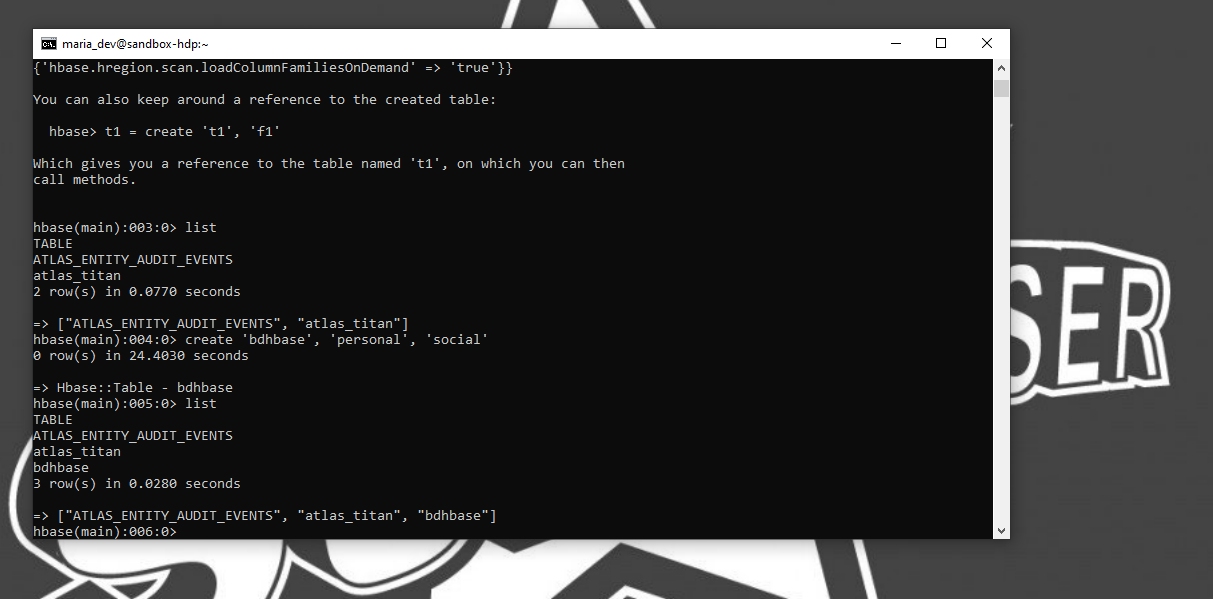 maria_dev@sandbox-hdp:~
{'hbase.hregion.scan.loadColumnFamiliesOnDemand' => 'true'}}
You can also keep around a reference to the created table:
hbase> t1 = create 't1', 'f1'
Which gives you a reference to the table named 't1', on which you can then
call methods.
hbase(main):003:0> list
TABLE
ATLAS_ENTITY_AUDIT_EVENTS
atlas_titan
2 row(s) in 0.0770 seconds
=> ["ATLAS_ENTITY_AUDIT_EVENTS", "atlas_titan"]
hbase(main):004:0> create 'bdhbase', 'personal', 'social'
0 row(s) in 24.4030 seconds
=> Hbase::Table - bdhbase
hbase(main):005:0> list
TABLE
ATLAS_ENTITY_AUDIT_EVENTS
atlas_titan
bdhbase
3 row(s) in 0.0280 seconds
=> ["ATLAS_ENTITY_AUDIT_EVENTS", "atlas_titan", "bdhbase"]
hbase(main):006:0>
SER